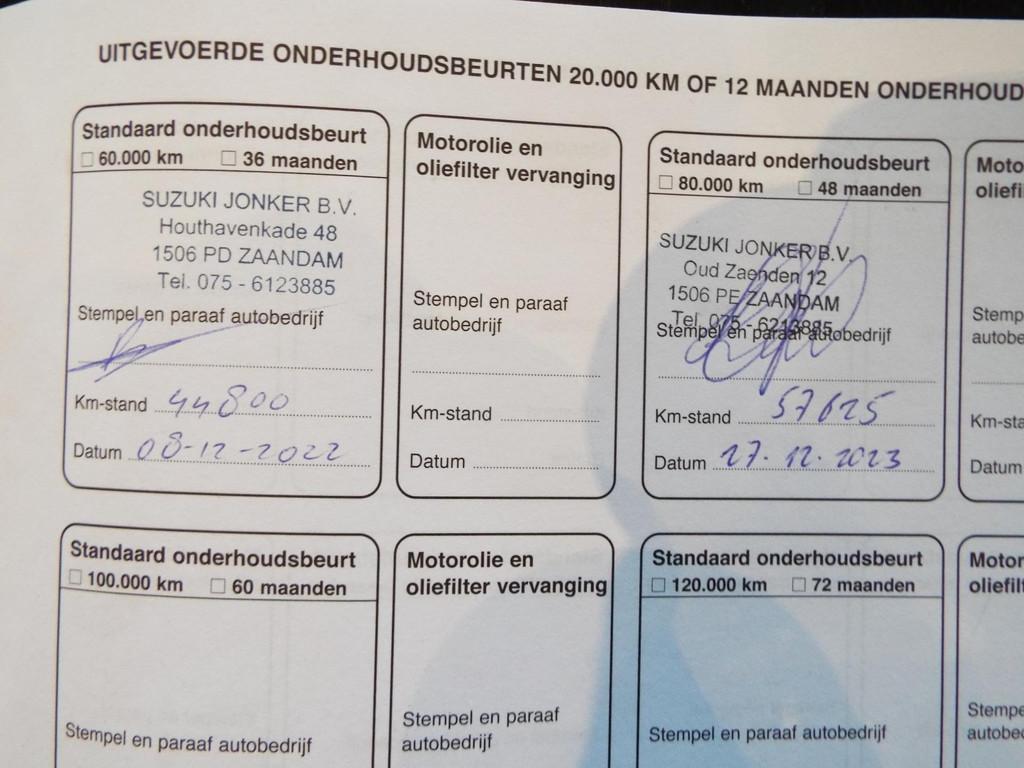 UITGEVOERDE ONDERHOUDSBEURTEN 20.000 KM OF 12 MAANDEN ONDERHOUD
Standaard onderhoudsbeurt
60.000 km 36 maanden
SUZUKI JONKER B.V.
Houthavenkade 48
1506 PD ZAANDAM
Tel. 075 - 6123885
Stempel en paraaf autobedrijf
Km-stand 44800
Datum 08-12-2022
Motorolie en
oliefilter vervanging
Stempel en paraaf
autobedrijf
Km-stand
Datum
Standaard onderhoudsbeurt
80.000 km 48 maanden
SUZUKI JONKER B.V.
Oud Zaenden 12
1506 PE ZAANDAM
Tel. 075 -
Stempel en paraaf autobedrijf
Km-stand 57625
Datum 27.12.2023
Moto
oliefi
Stemp
autobe
Km-sta
Datum
Standaard onderhoudsbeurt
100.000 km 60 maanden
Stempel en paraaf autobedrijf
Motorolie en
oliefilter vervanging
Stempel en paraaf
autobedrijf
Standaard onderhoudsbeurt
120.000 km 72 maanden
Stempel en paraaf autobedrijf
Motor
oliefilt
Stempe
autobe